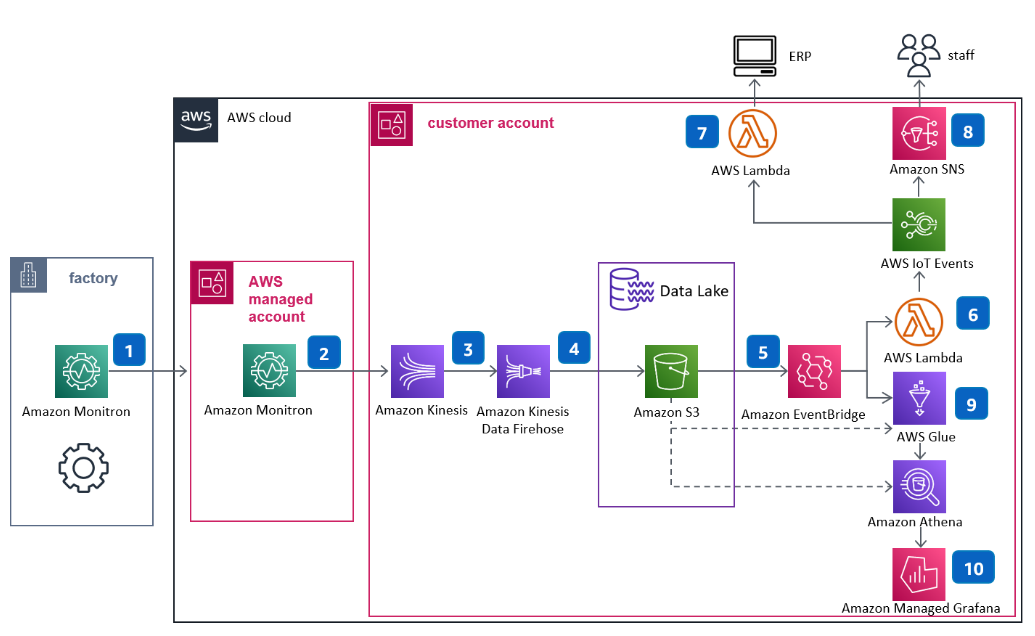 ERP
staff
aws
AWS cloud
customer account
7
8
AWS Lambda
Amazon SNS
AWS IoT Events
factory
AWS
managed
account
Data Lake
6
1
2
3
4
5
AWS Lambda
Amazon Monitron
Amazon Monitron
Amazon Kinesis
Amazon Kinesis
Data Firehose
Amazon S3
Amazon EventBridge
9
AWS Glue
Amazon Athena
10
Amazon Managed Grafana